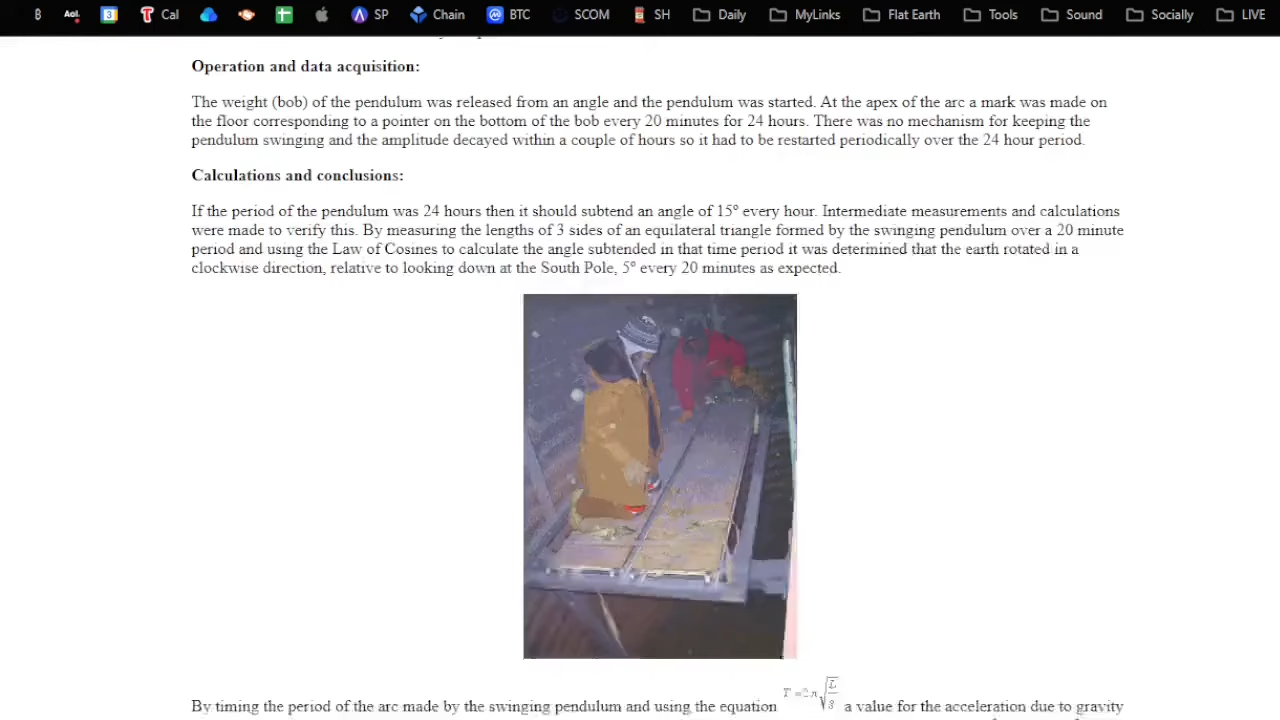 Aol. 3 Cal SP Chain BTC SCOM SH Daily MyLinks Flat Earth Tools Sound Socially LIVE
Operation and data acquisition:
The weight (bob) of the pendulum was released from an angle and the pendulum was started. At the apex of the arc a mark was made on
the floor corresponding to a pointer on the bottom of the bob every 20 minutes for 24 hours. There was no mechanism for keeping the
pendulum swinging and the amplitude decayed within a couple of hours so it had to be restarted periodically over the 24 hour period.
Calculations and conclusions:
If the period of the pendulum was 24 hours then it should subtend an angle of 15° every hour. Intermediate measurements and calculations
were made to verify this. By measuring the lengths of 3 sides of an equilateral triangle formed by the swinging pendulum over a 20 minute
period and using the Law of Cosines to calculate the angle subtended in that time period it was determinined that the earth rotated in a
clockwise direction, relative to looking down at the South Pole, 5° every 20 minutes as expected.
By timing the period of the arc made by the swinging pendulum and using the equation T = 2π√L/g a value for the acceleration due to gravity